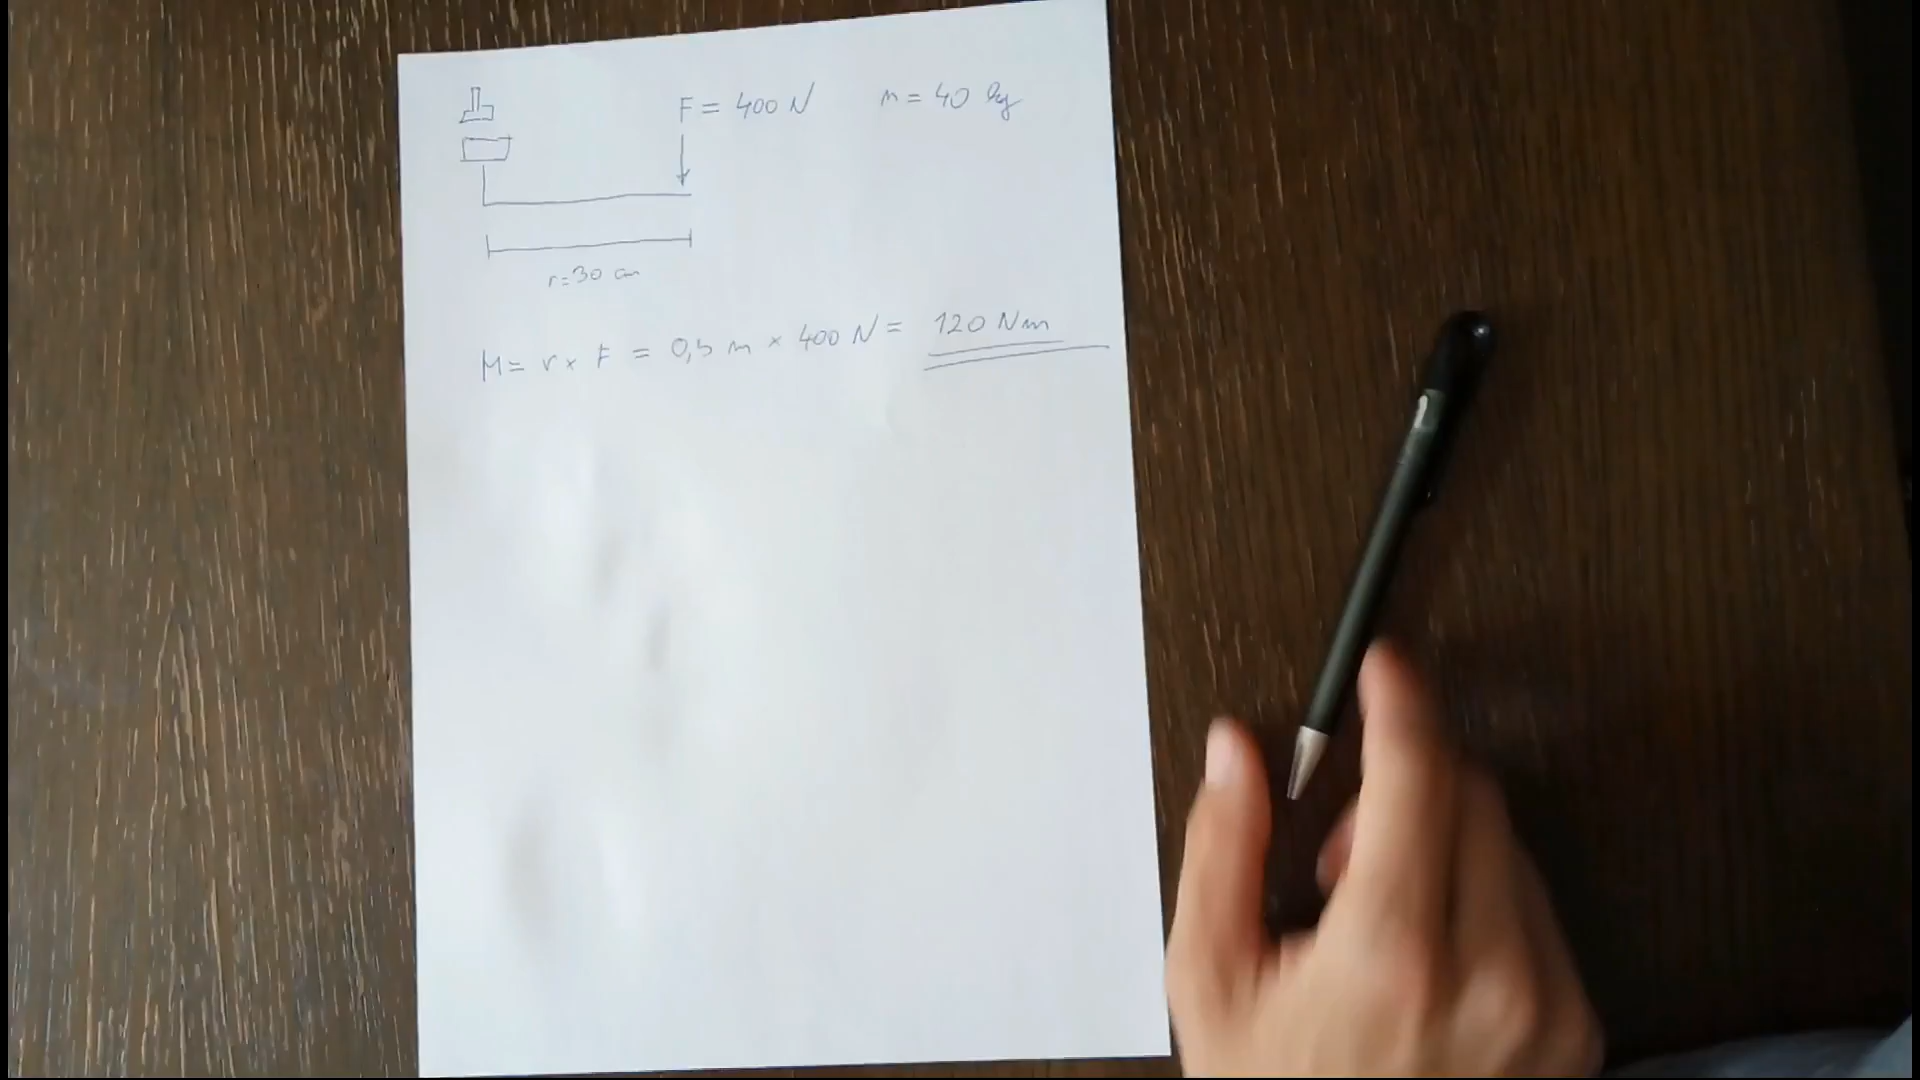 F = 400 N m = 40 kg
r = 30 cm
M = r × F = 0,3 m × 400 N = 120 Nm